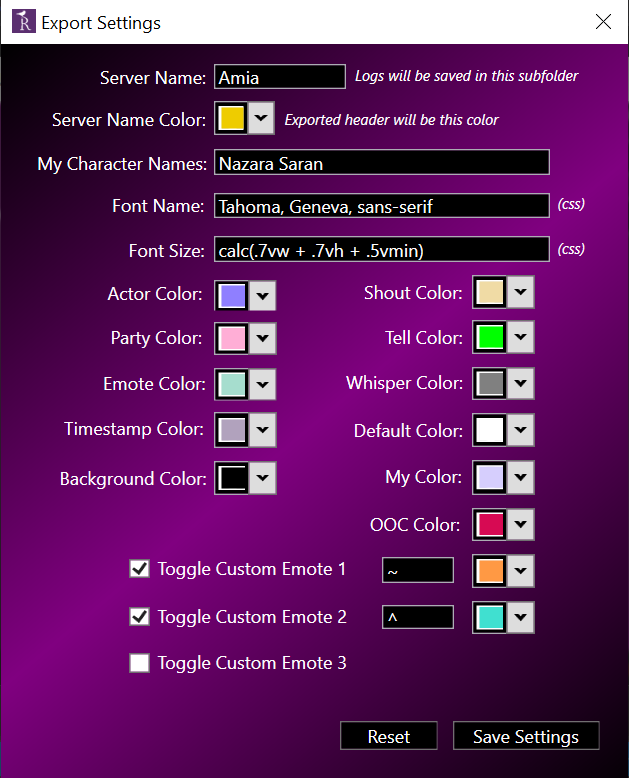 R Export Settings
Server Name: Amia Logs will be saved in this subfolder
Server Name Color: Exported header will be this color
My Character Names: Nazara Saran
Font Name: Tahoma, Geneva, sans-serif (css)
Font Size: calc(.7vw + .7vh + .5vmin) (css)
Actor Color: Shout Color:
Party Color: Tell Color:
Emote Color: Whisper Color:
Timestamp Color: Default Color:
Background Color: My Color:
OOC Color:
Toggle Custom Emote 1 ~
Toggle Custom Emote 2 ^
Toggle Custom Emote 3
Reset Save Settings